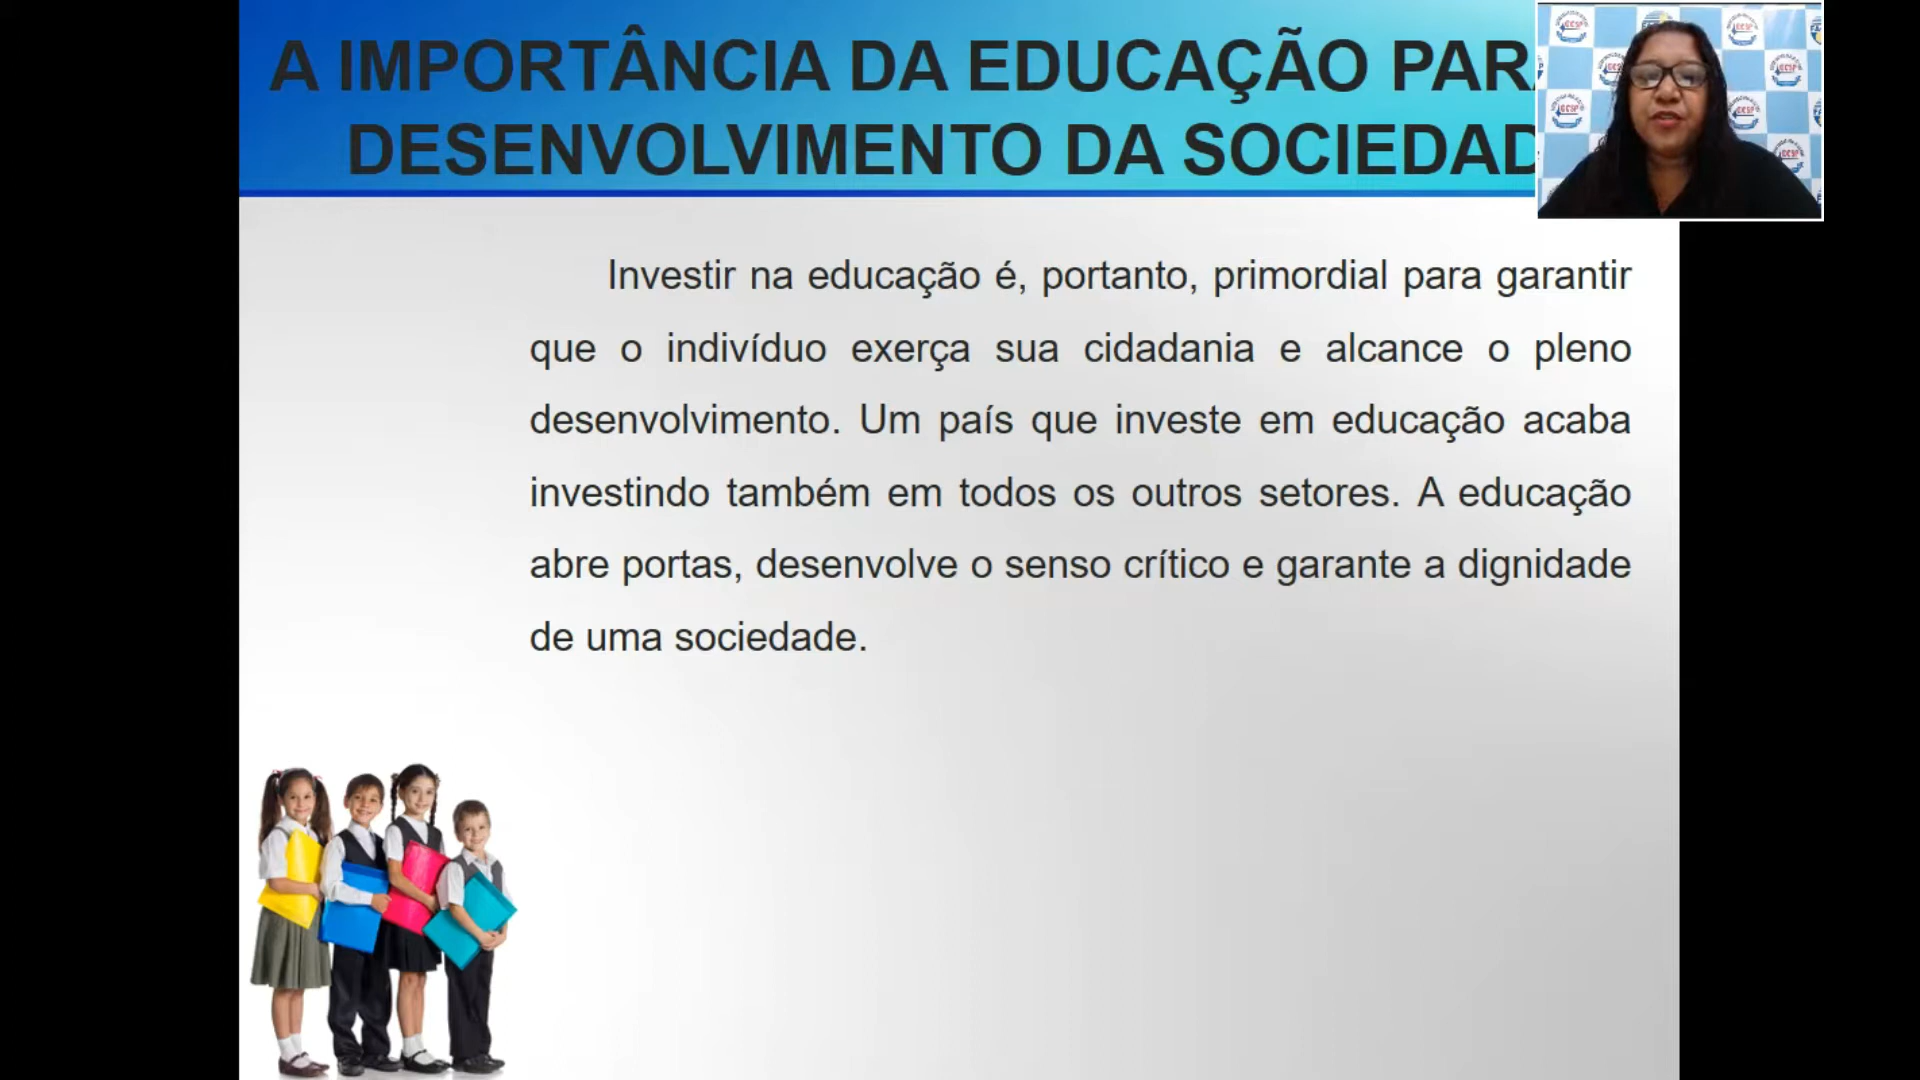 A IMPORTÂNCIA DA EDUCAÇÃO PARA
DESENVOLVIMENTO DA SOCIEDAD
Investir na educação é, portanto, primordial para garantir
que o indivíduo exerça sua cidadania e alcance o pleno
desenvolvimento. Um país que investe em educação acaba
investindo também em todos os outros setores. A educação
abre portas, desenvolve o senso crítico e garante a dignidade
de uma sociedade.